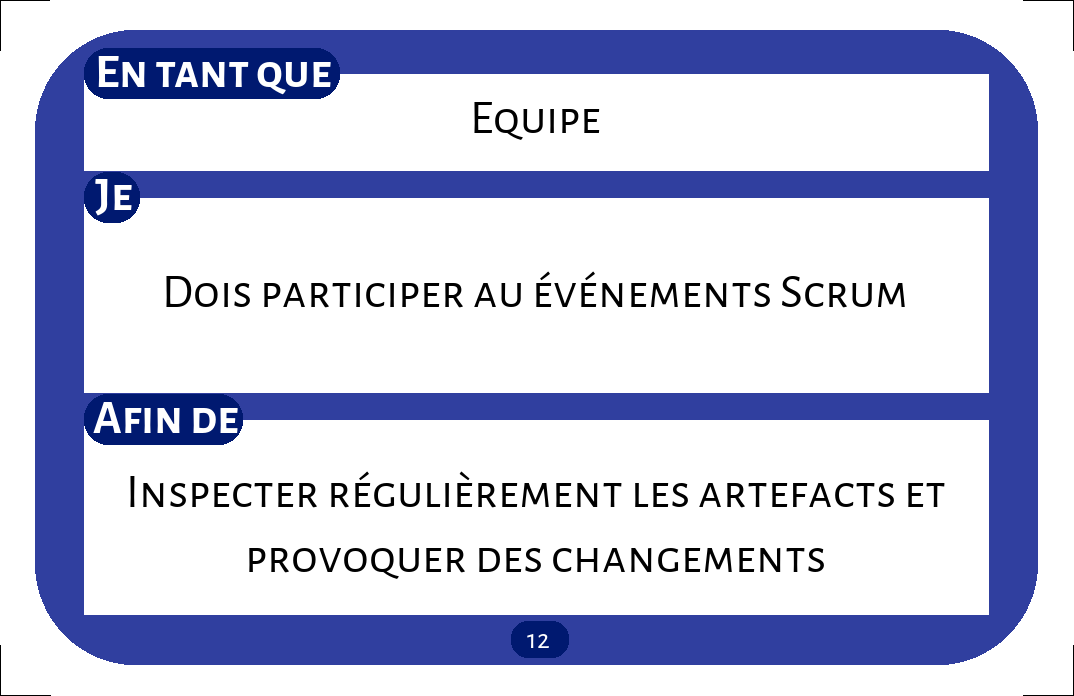 En tant que
Equipe
Je
Dois participer au événements Scrum
Afin de
Inspecter régulièrement les artefacts et
provoquer des changements
12